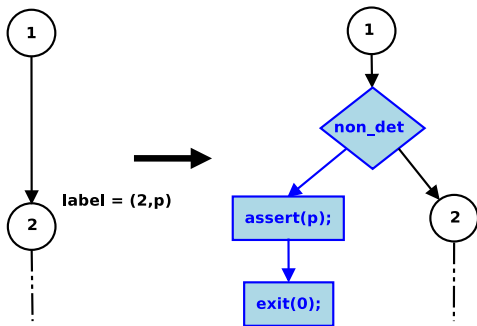 1
label = (2,p)
2
1
non_det
assert(p);
2
exit(0);